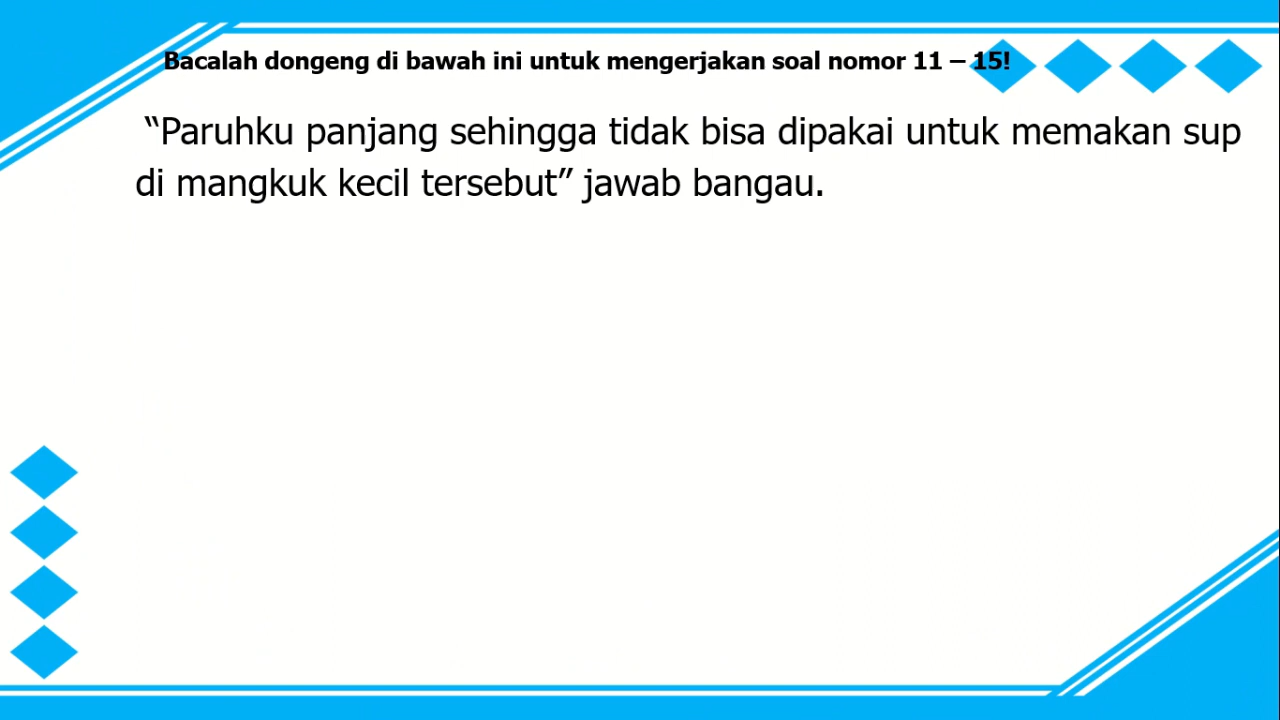 Bacalah dongeng di bawah ini untuk mengerjakan soal nomor 11 – 15!
“Paruhku panjang sehingga tidak bisa dipakai untuk memakan sup
di mangkuk kecil tersebut” jawab bangau.